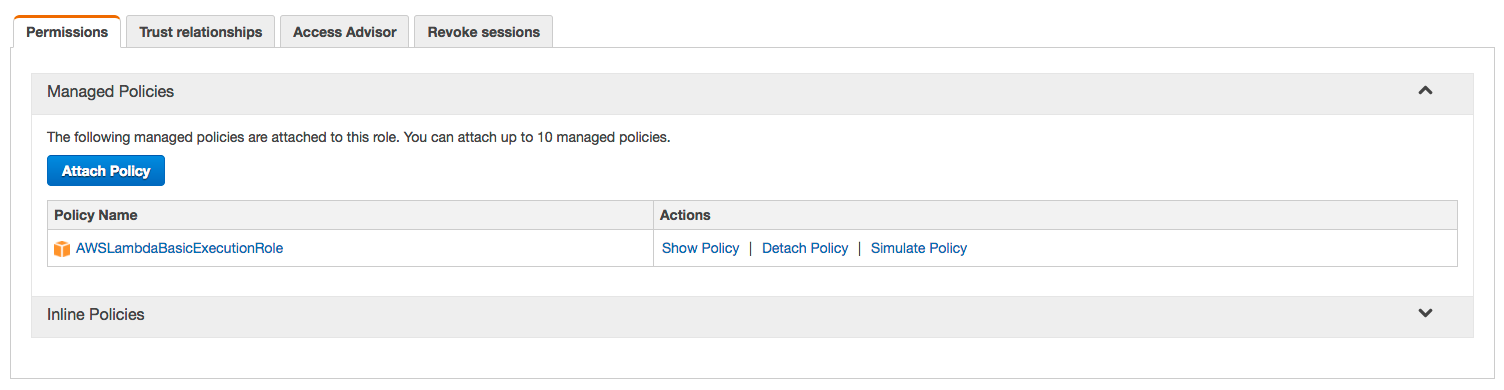 Permissions Trust relationships Access Advisor Revoke sessions
Managed Policies
The following managed policies are attached to this role. You can attach up to 10 managed policies.
Attach Policy
Policy Name Actions
AWSLambdaBasicExecutionRole Show Policy | Detach Policy | Simulate Policy
Inline Policies